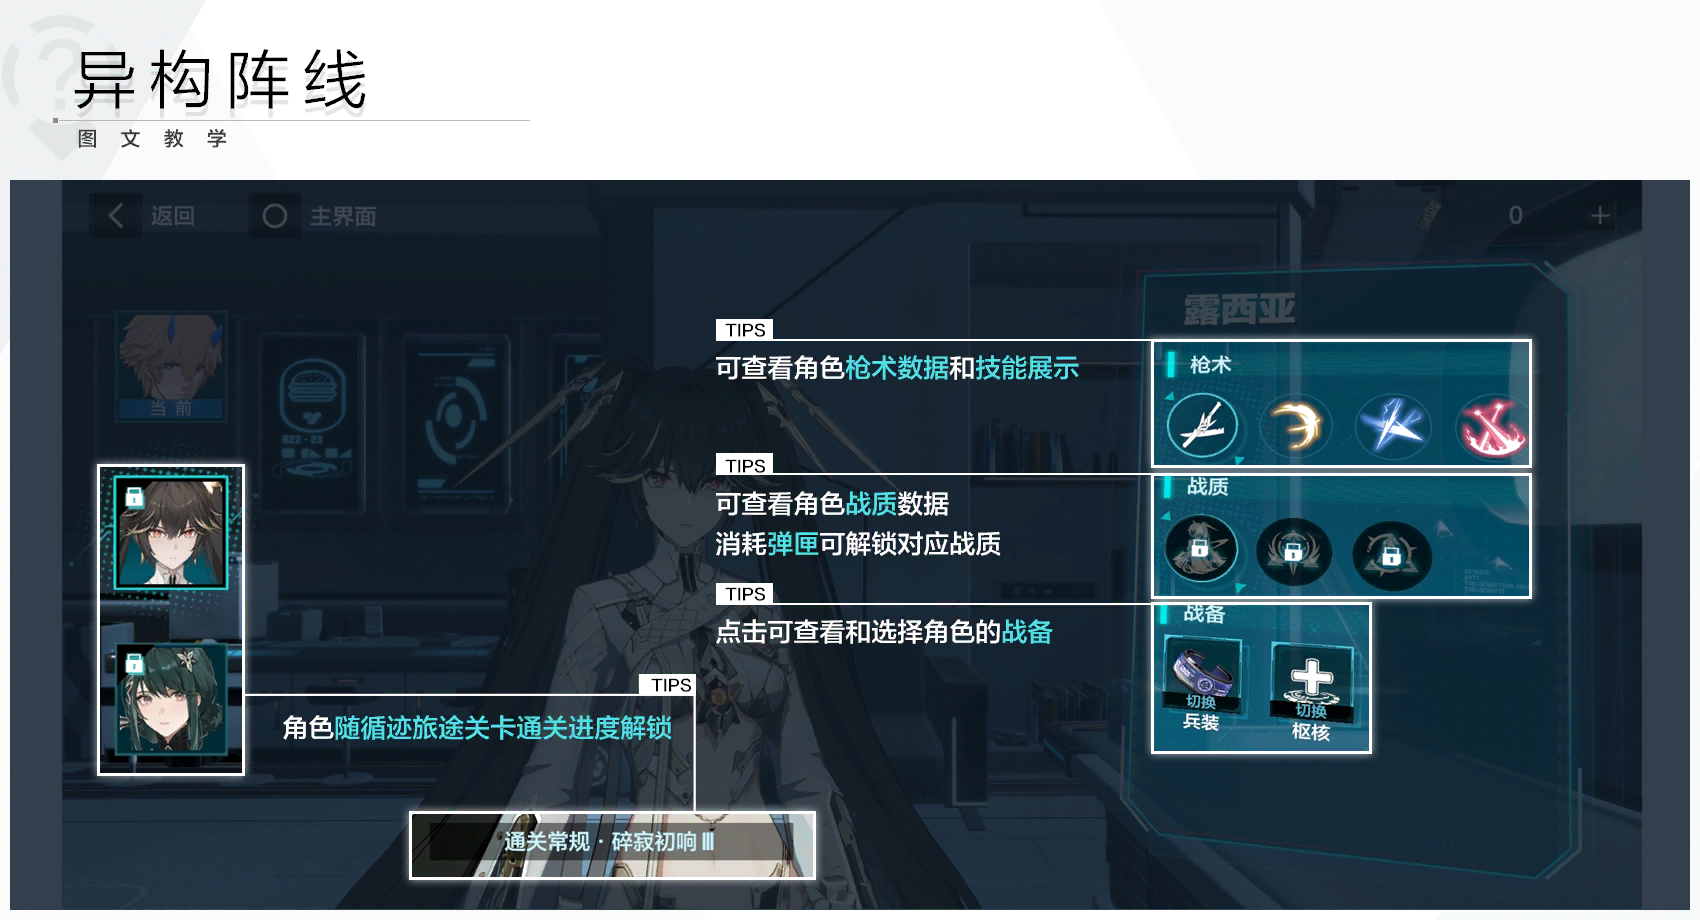 异构阵线
图文教学
返回
主界面
0
露西亚
当前
B22-23
TIPS
可查看角色枪术数据和技能展示
枪术
TIPS
可查看角色战质数据
消耗弹匣可解锁对应战质
战质
TIPS
点击可查看和选择角色的战备
战备
切换
兵装
切换
枢核
TIPS
角色随循迹旅途关卡通关进度解锁
通关常规·碎寂初响Ⅲ